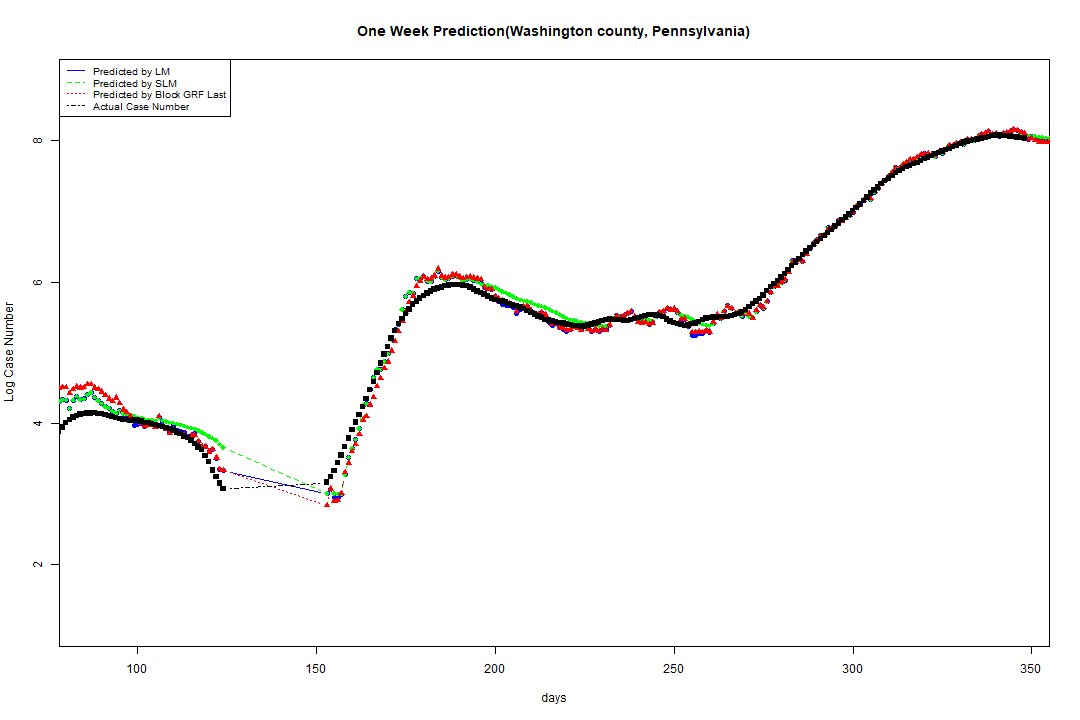 One Week Prediction(Washington county, Pennsylvania)
Predicted by LM
Predicted by SLM
Predicted by Block GRF Last
Actual Case Number
8
6
4
2
Log Case Number
100 150 200 250 300 350
days